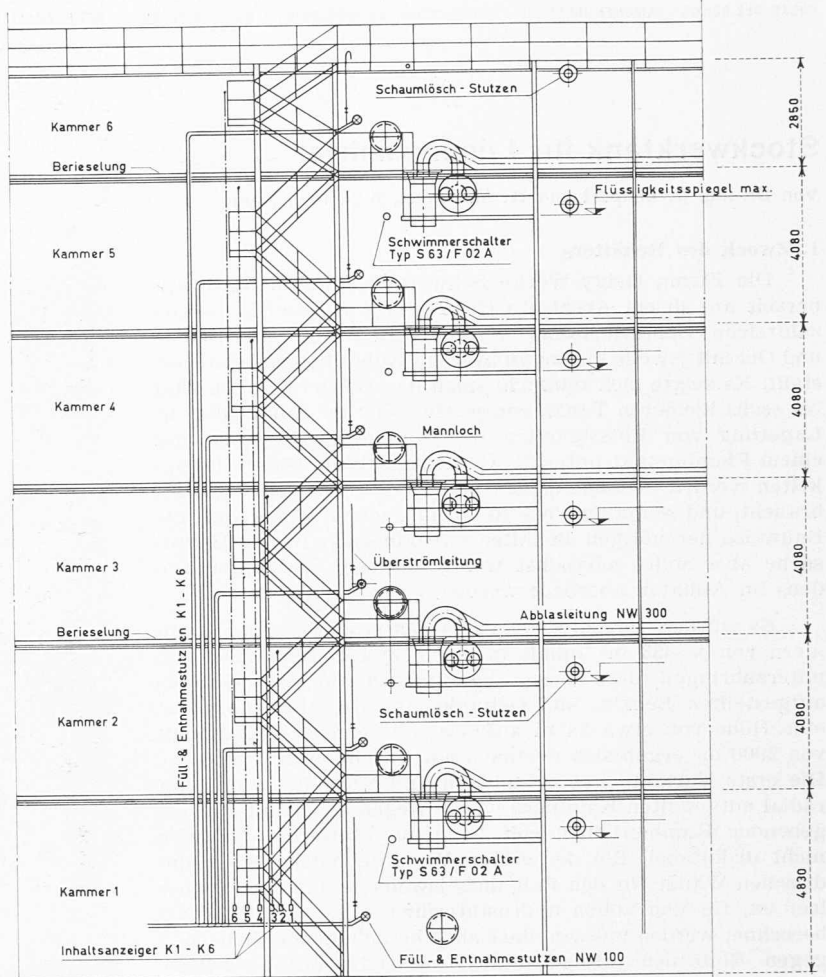 Schaumlösch - Stutzen
Kammer 6
2850
Berieselung
Flüssigkeitsspiegel max.
Kammer 5
Schwimmerschalter
Typ S 63 / F 02 A
4080
Kammer 4
4080
Mannloch
Kammer 3
Überströmleitung
4080
Füll-& Entnahmestutzen K1 - K6
Abblasleitung NW 300
Berieselung
Kammer 2
Schaumlösch - Stutzen
4080
Schwimmerschalter
Typ S 63 / F 02 A
Kammer 1
4830
6 5 4 3 2 1
Inhaltsanzeiger K1 - K6
Füll- & Entnahmestutzen NW 100